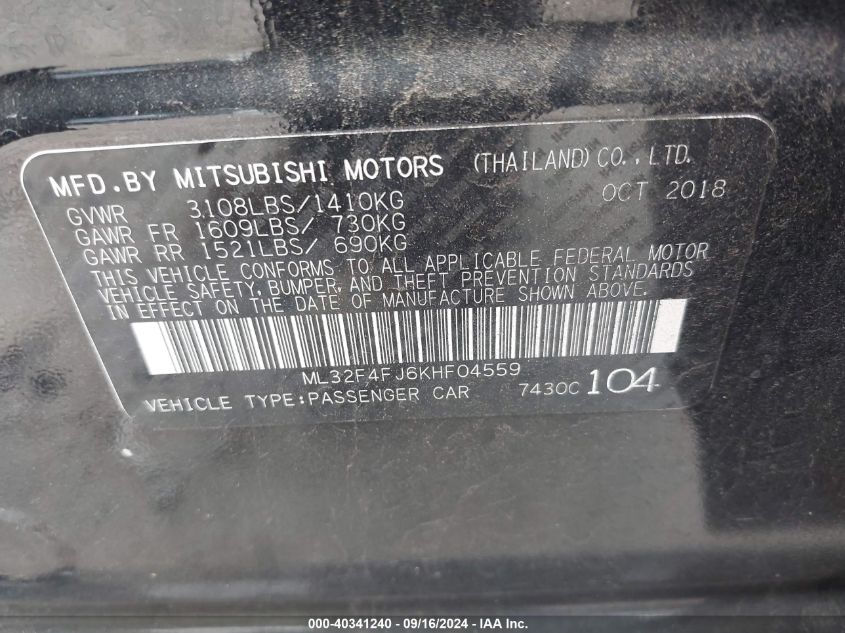 MFD.BY MITSUBISHI MOTORS (THAILAND)CO.,LTD.
GVWR 3108LBS/1410KG OCT 2018
GAWR FR 1609LBS/ 730KG
GAWR RR 1521LBS/ 690KG
THIS VEHICLE CONFORMS TO ALL APPLICABLE FEDERAL MOTOR
VEHICLE SAFETY, BUMPER, AND THEFT PREVENTION STANDARDS
IN EFFECT ON THE DATE OF MANUFACTURE SHOWN ABOVE.
ML32F4FJ6KHF04559
VEHICLE TYPE:PASSENGER CAR 7430C 104
000-40341240 - 09/16/2024 - IAA Inc.